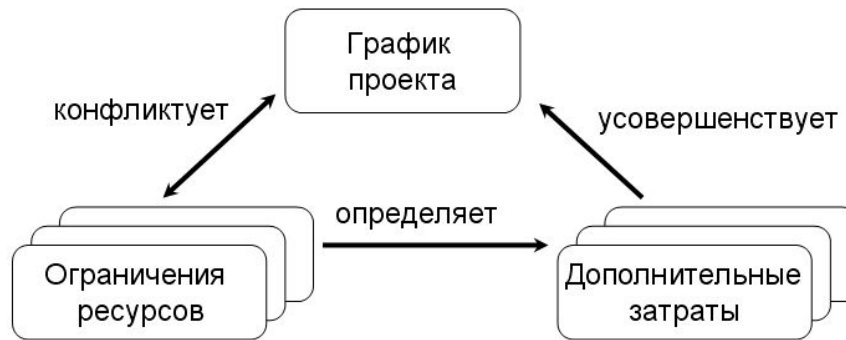 График
проекта
конфликтует
усовершенствует
определяет
Ограничения
ресурсов
Дополнительные
затраты